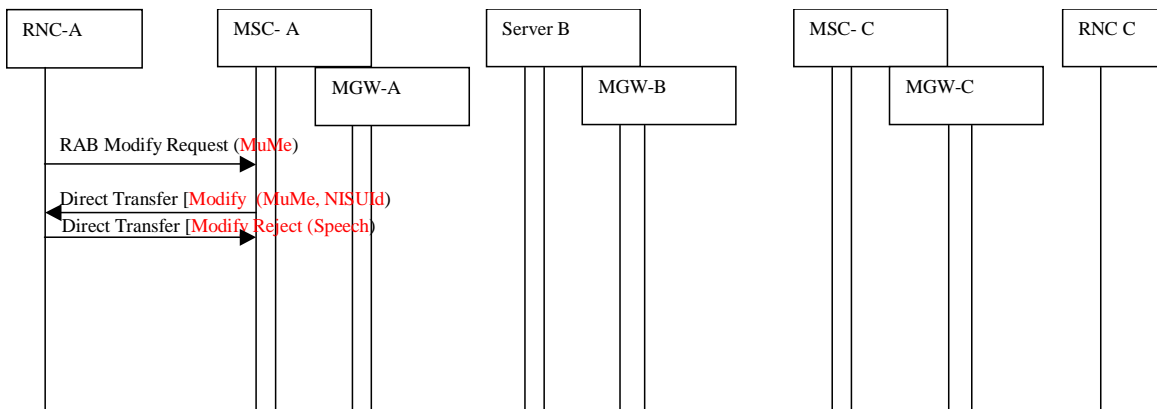 RNC-A
MSC- A
Server B
MSC- C
RNC C
MGW-A
MGW-B
MGW-C
RAB Modify Request (MuMe)
Direct Transfer [Modify (MuMe, NISUId)
Direct Transfer [Modify Reject (Speech)